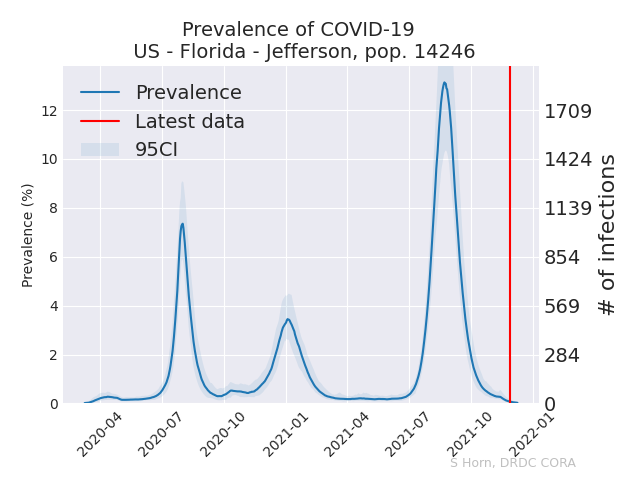 Prevalence of COVID-19
US - Florida - Jefferson, pop. 14246
Prevalence
Latest data
95CI
Prevalence (%)
0
2
4
6
8
10
12
# of infections
0
284
569
854
1139
1424
1709
2020-04
2020-07
2020-10
2021-01
2021-04
2021-07
2021-10
2022-01
S Horn, DRDC CORA